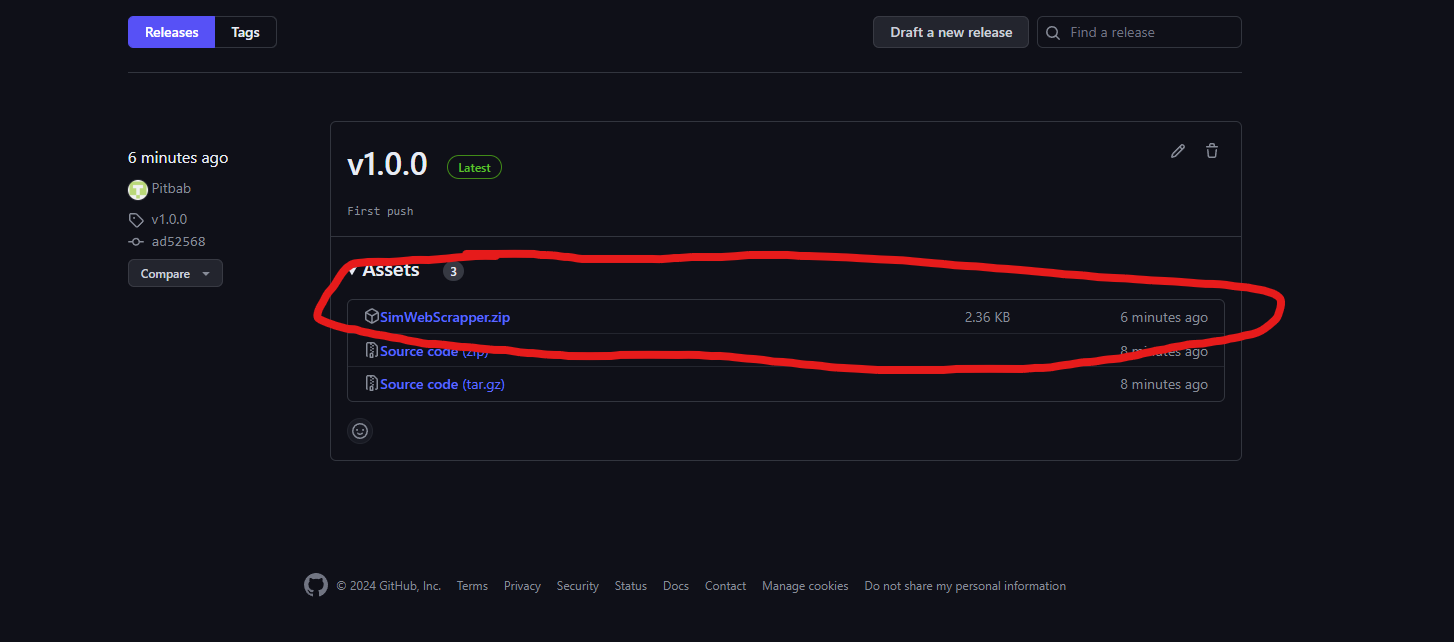 Releases Tags Draft a new release Find a release
6 minutes ago
Pitbab
v1.0.0
ad52568
Compare
v1.0.0 Latest
First push
Assets 3
SimWebScrapper.zip 2.36 KB 6 minutes ago
Source code (zip) 8 minutes ago
Source code (tar.gz) 8 minutes ago
© 2024 GitHub, Inc. Terms Privacy Security Status Docs Contact Manage cookies Do not share my personal information